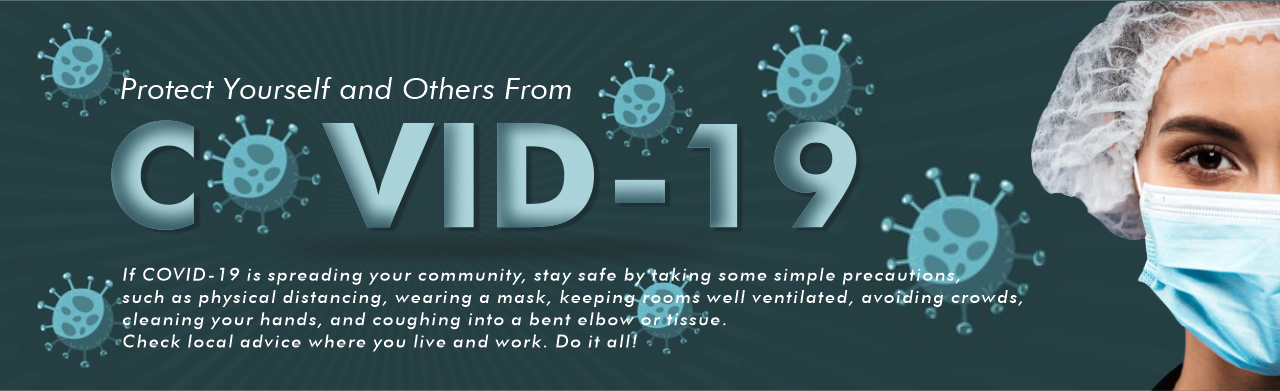 Protect Yourself and Others From
COVID-19
If COVID-19 is spreading your community, stay safe by taking some simple precautions,
such as physical distancing, wearing a mask, keeping rooms well ventilated, avoiding crowds,
cleaning your hands, and coughing into a bent elbow or tissue.
Check local advice where you live and work. Do it all!